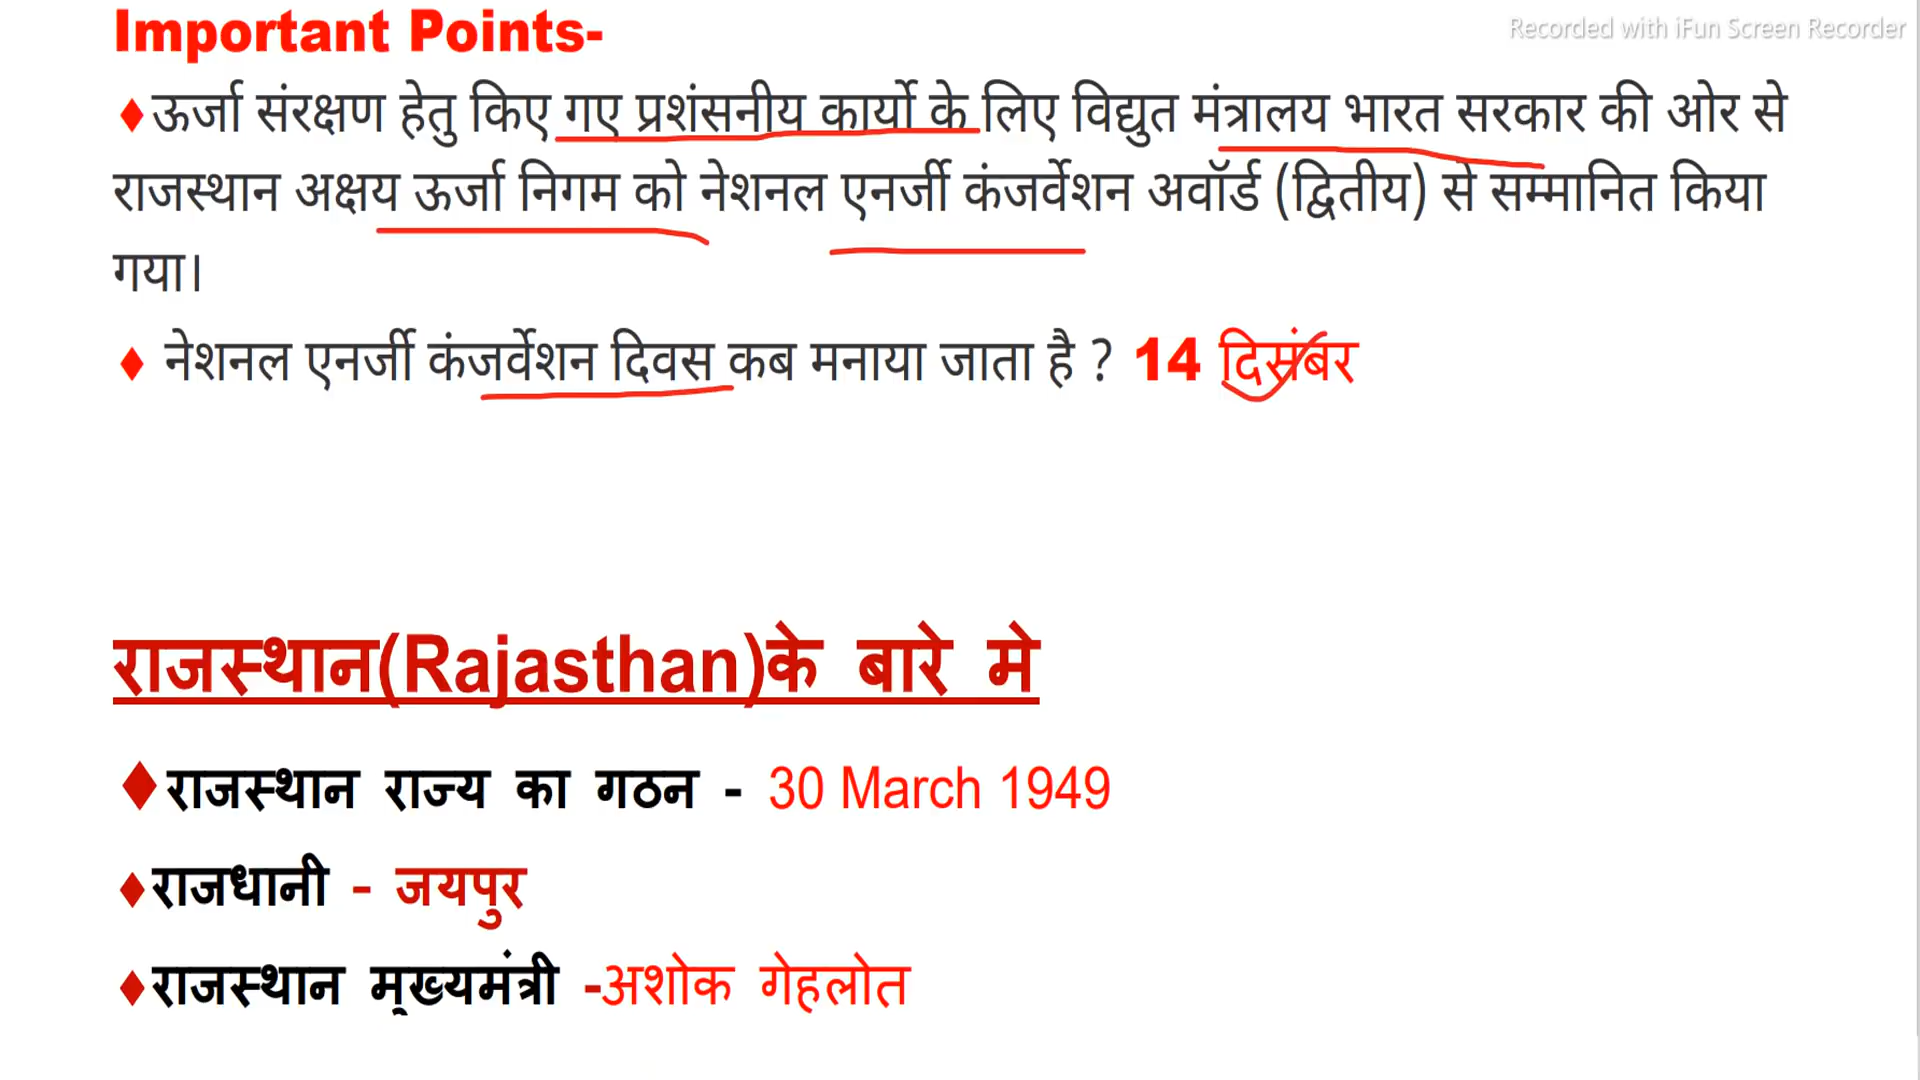 Important Points-
Recorded with iFun Screen Recorder
♦ऊर्जा संरक्षण हेतु किए गए प्रशंसनीय कार्यो के लिए विद्युत मंत्रालय भारत सरकार की ओर से
राजस्थान अक्षय ऊर्जा निगम को नेशनल एनर्जी कंजर्वेशन अवॉर्ड (द्वितीय) से सम्मानित किया
गया।
♦ नेशनल एनर्जी कंजर्वेशन दिवस कब मनाया जाता है ? 14 दिसंबर
राजस्थान(Rajasthan)के बारे मे
♦राजस्थान राज्य का गठन - 30 March 1949
♦राजधानी - जयपुर
♦राजस्थान मुख्यमंत्री -अशोक गेहलोत